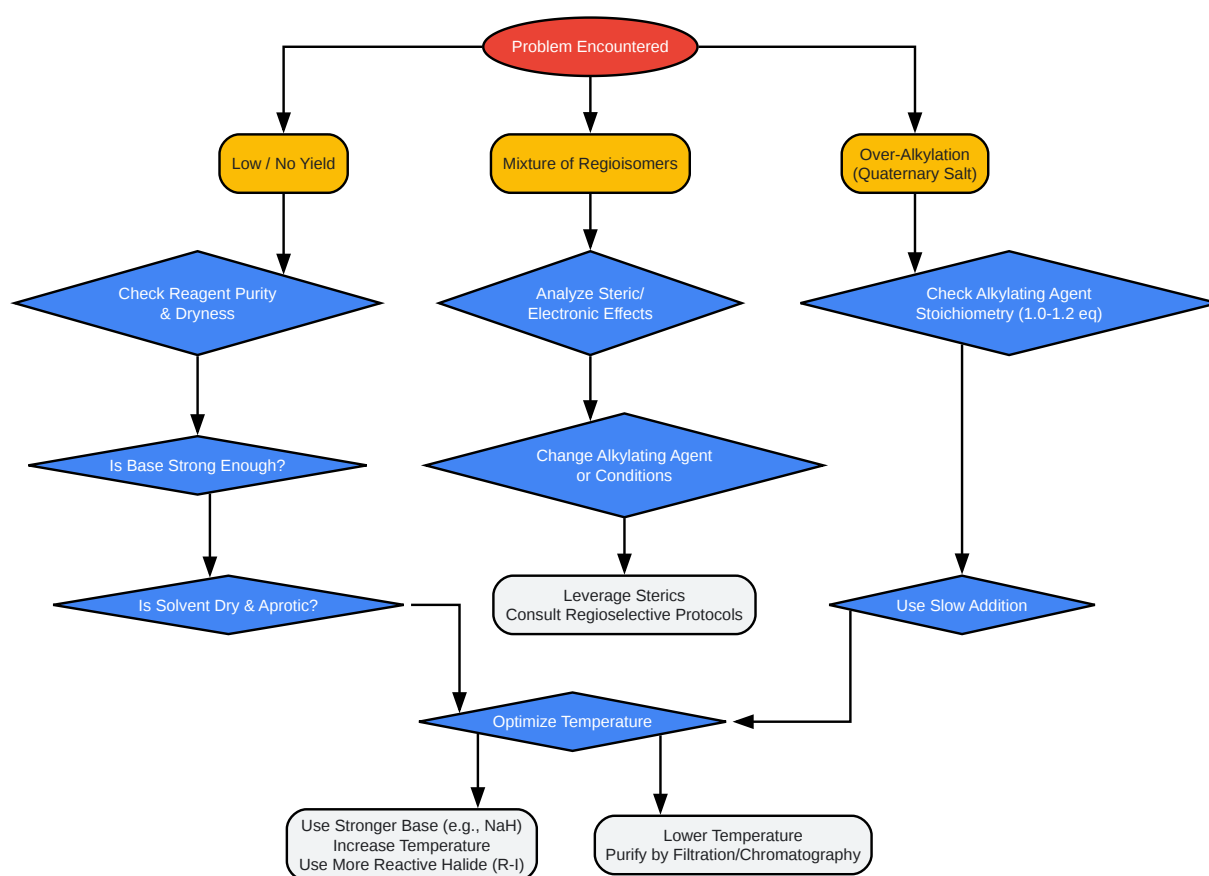 Problem Encountered
Low / No Yield
Mixture of Regioisomers
Over-Alkylation
(Quaternary Salt)
Check Reagent Purity
& Dryness
Analyze Steric/
Electronic Effects
Check Alkylating Agent
Stoichiometry (1.0-1.2 eq)
Is Base Strong Enough?
Change Alkylating Agent
or Conditions
Is Solvent Dry & Aprotic?
Leverage Sterics
Consult Regioselective Protocols
Use Slow Addition
Optimize Temperature
Use Stronger Base (e.g., NaH)
Increase Temperature
Use More Reactive Halide (R-I)
Lower Temperature
Purify by Filtration/Chromatography